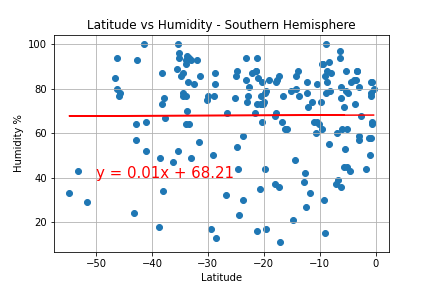 Latitude vs Humidity - Southern Hemisphere
100
80
60
40
20
Humidity %
y = 0.01x + 68.21
−50
−40
−30
−20
−10
0
Latitude